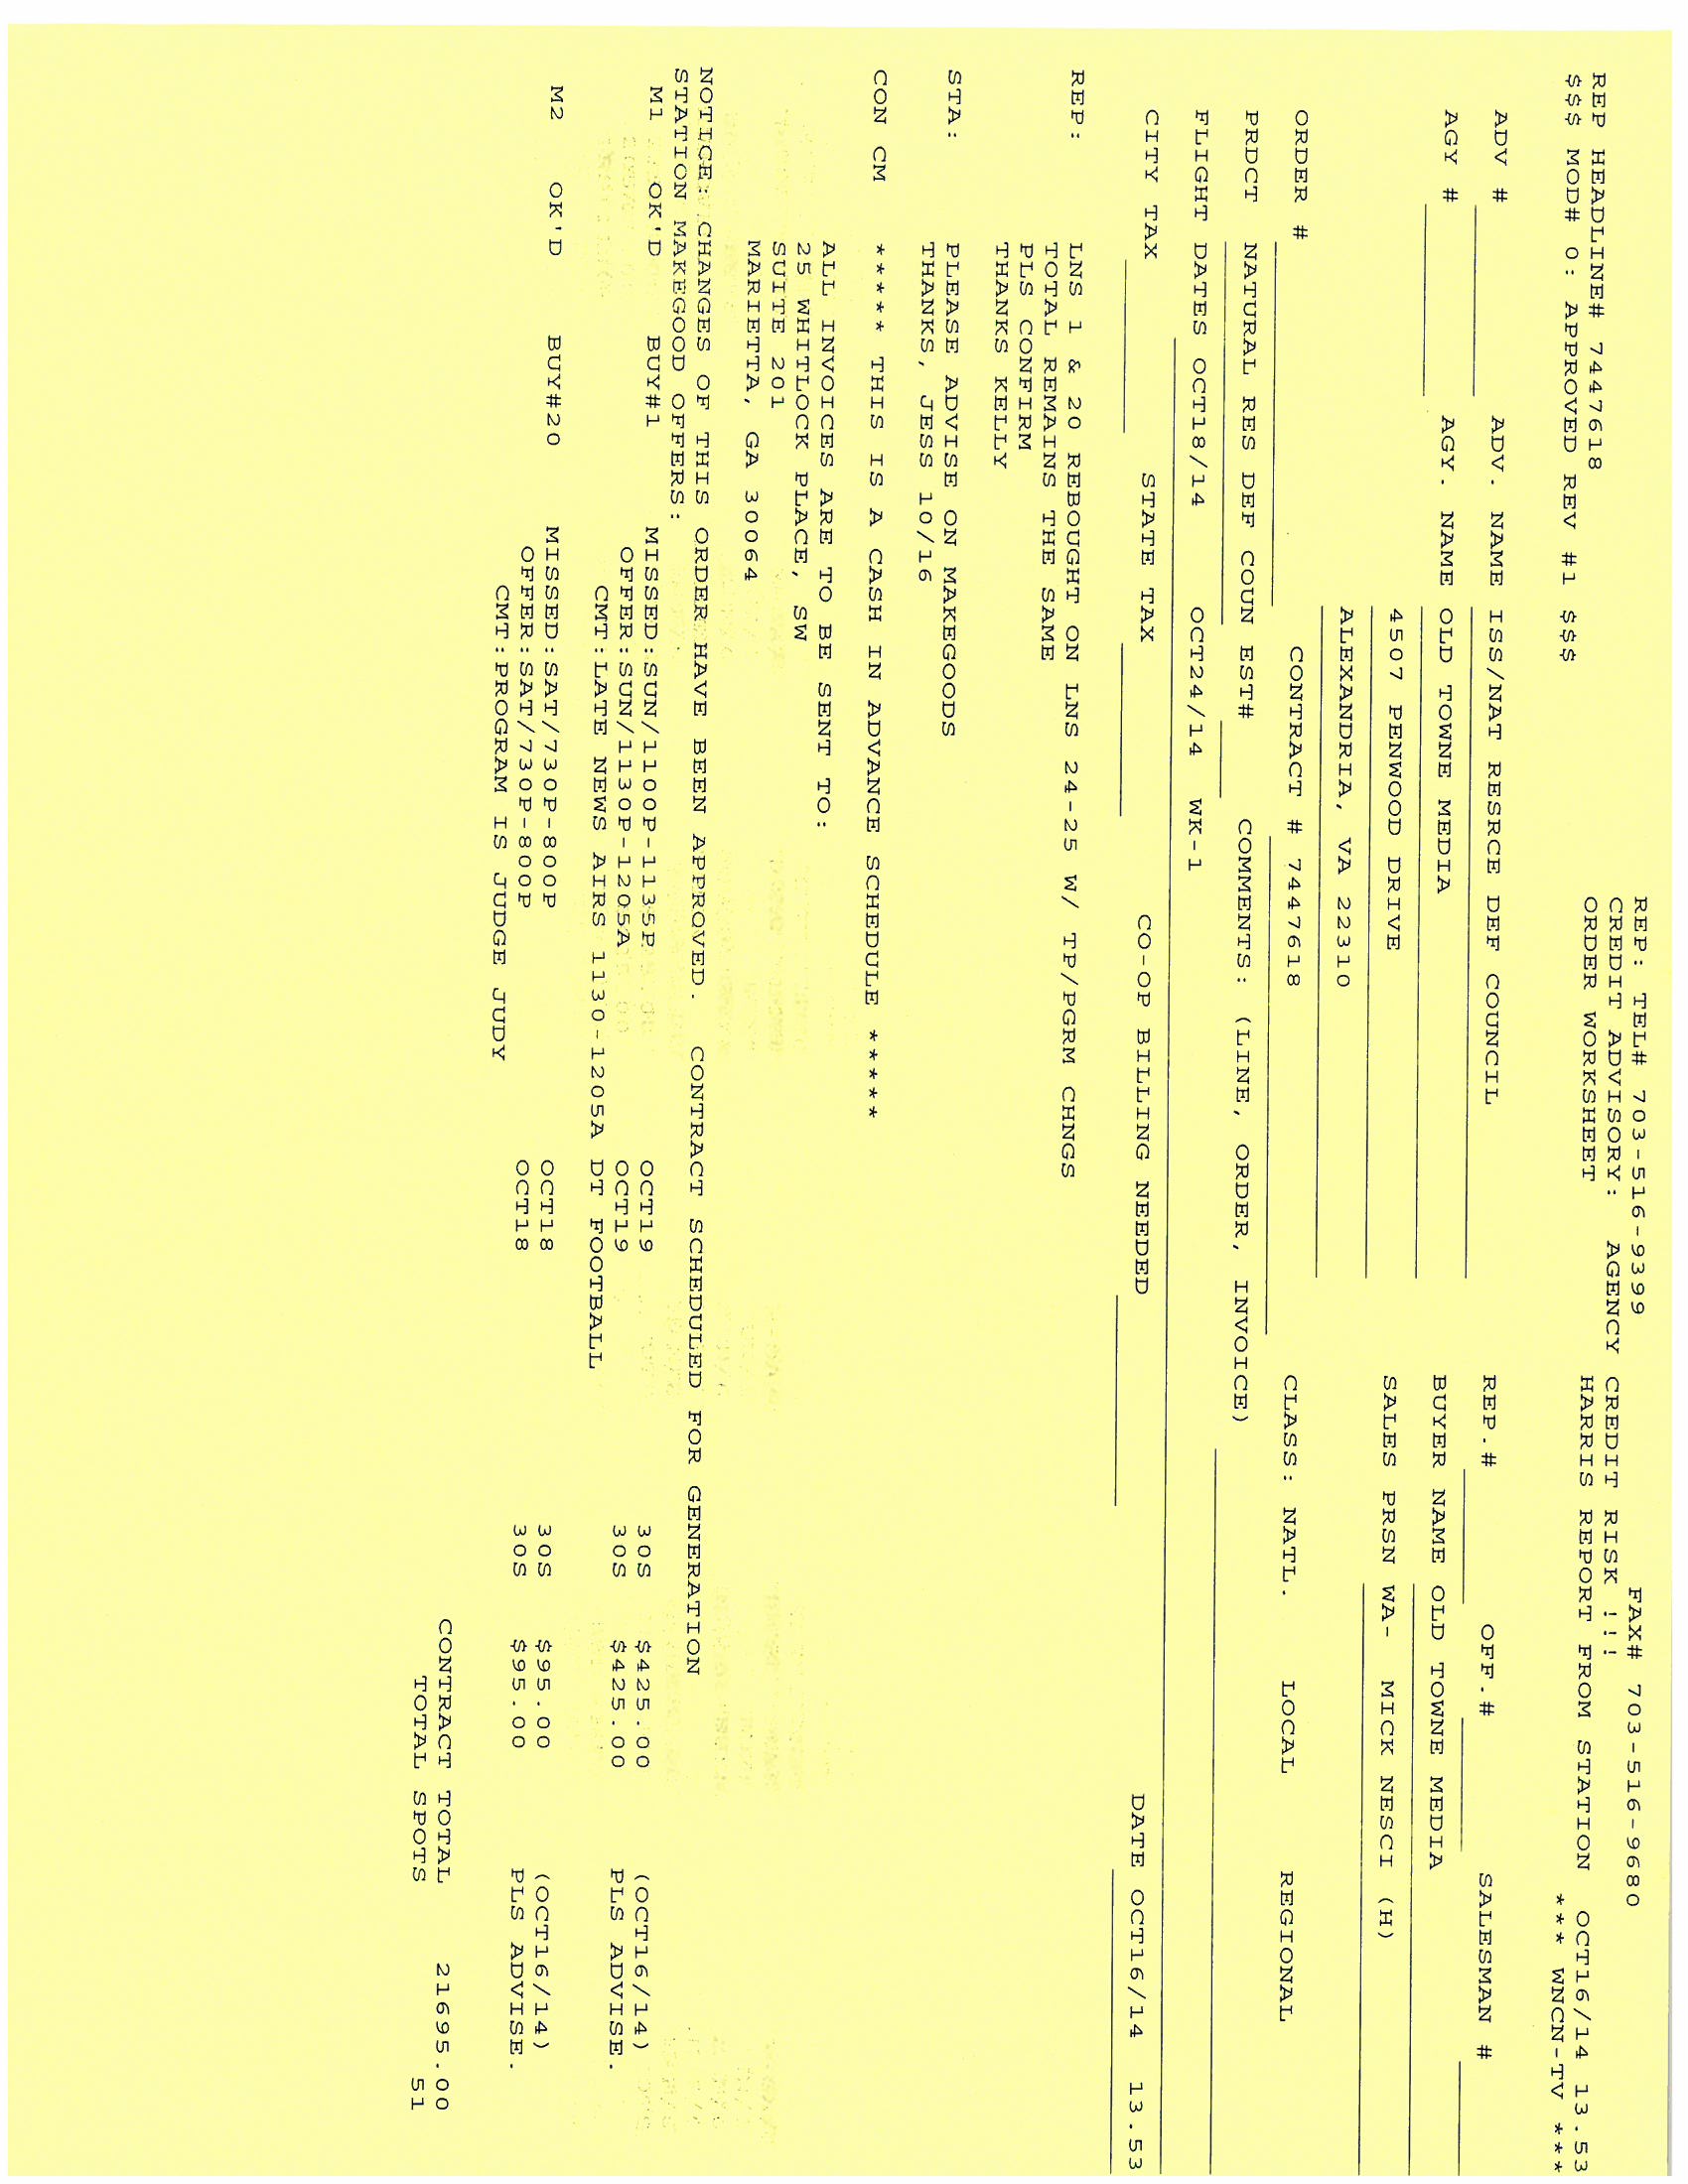 REP: TEL# 703-516-9399 FAX# 703-516-9680
CREDIT ADVISORY: AGENCY CREDIT RISK !!!
ORDER WORKSHEET HARRIS REPORT FROM STATION OCT16/14 13.53
REP HEADLINE# 7447618 *** WNCN-TV ***
$$$ MOD# 0: APPROVED REV #1 $$$
ADV # ADV. NAME ISS/NAT RESRCE DEF COUNCIL REP.# OFF.# SALESMAN #
AGY # AGY. NAME OLD TOWNE MEDIA BUYER NAME OLD TOWNE MEDIA
4507 PENWOOD DRIVE SALES PRSN WA- MICK NESCI (H)
ALEXANDRIA, VA 22310
ORDER # CONTRACT # 7447618 CLASS: NATL. LOCAL REGIONAL
PRDCT NATURAL RES DEF COUN EST# COMMENTS: (LINE, ORDER, INVOICE)
FLIGHT DATES OCT18/14 OCT24/14 WK-1
CITY TAX STATE TAX CO-OP BILLING NEEDED DATE OCT16/14 13.53
REP: LNS 1 & 20 REBOUGHT ON LNS 24-25 W/ TP/PGRM CHNGS
TOTAL REMAINS THE SAME
PLS CONFIRM
THANKS KELLY
STA: PLEASE ADVISE ON MAKEGOODS
THANKS, JESS 10/16
CON CM ***** THIS IS A CASH IN ADVANCE SCHEDULE *****
ALL INVOICES ARE TO BE SENT TO:
25 WHITLOCK PLACE, SW
SUITE 201
MARIETTA, GA 30064
NOTICE: CHANGES OF THIS ORDER HAVE BEEN APPROVED. CONTRACT SCHEDULED FOR GENERATION
STATION MAKEGOOD OFFERS:
M1 OK'D BUY#1 MISSED:SUN/1100P-1135P OCT19 30S $425.00 (OCT16/14)
OFFER:SUN/1130P-1205A OCT19 30S $425.00 PLS ADVISE.
CMT:LATE NEWS AIRS 1130-1205A DT FOOTBALL
M2 OK'D BUY#20 MISSED:SAT/730P-800P OCT18 30S $95.00 (OCT16/14)
OFFER:SAT/730P-800P OCT18 30S $95.00 PLS ADVISE.
CMT:PROGRAM IS JUDGE JUDY
CONTRACT TOTAL 21695.00
TOTAL SPOTS 51